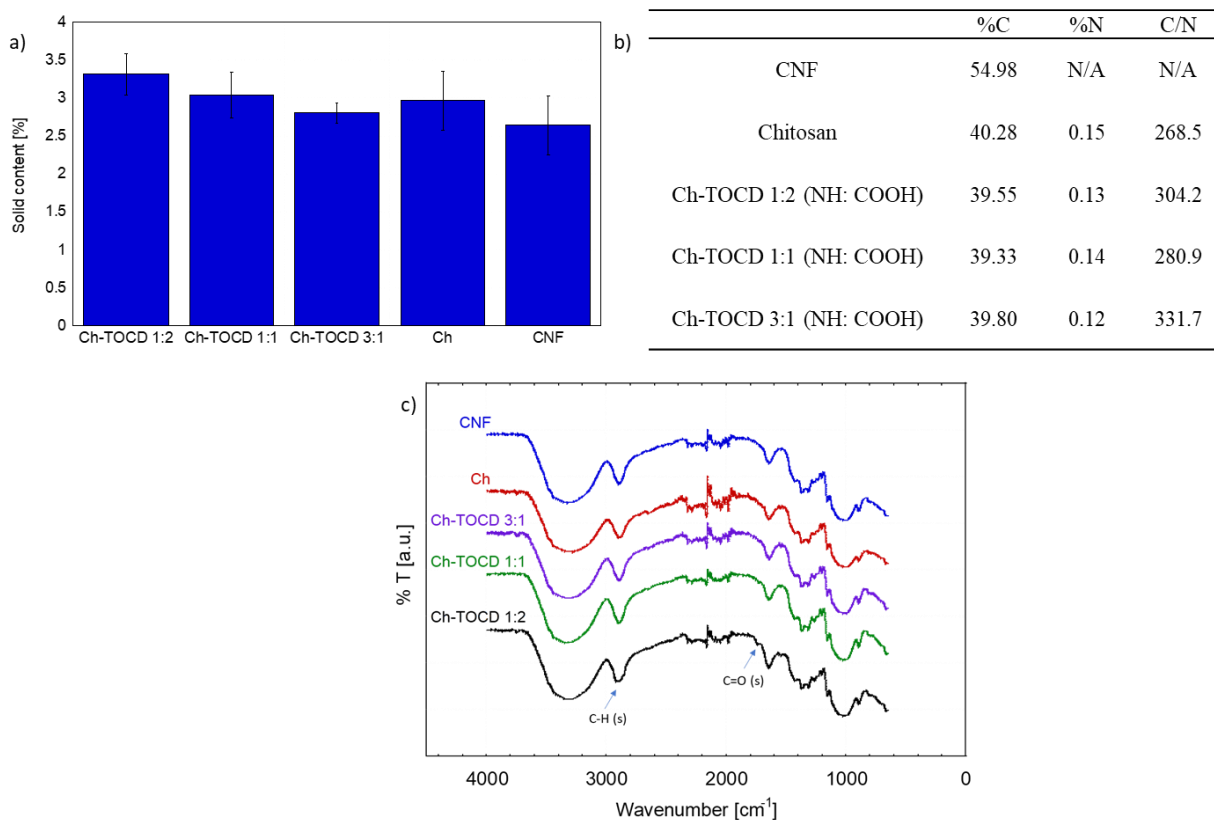 a)
4
3.5
3
2.5
2
1.5
1
0.5
0
Solid content [%]
Ch-TOCD 1:2 Ch-TOCD 1:1 Ch-TOCD 3:1 Ch CNF
b)
%C %N C/N
CNF 54.98 N/A N/A
Chitosan 40.28 0.15 268.5
Ch-TOCD 1:2 (NH: COOH) 39.55 0.13 304.2
Ch-TOCD 1:1 (NH: COOH) 39.33 0.14 280.9
Ch-TOCD 3:1 (NH: COOH) 39.80 0.12 331.7
c)
CNF
Ch
Ch-TOCD 3:1
Ch-TOCD 1:1
Ch-TOCD 1:2
C=O (s)
C-H (s)
% T [a.u.]
4000 3000 2000 1000 0
Wavenumber [cm⁻¹]